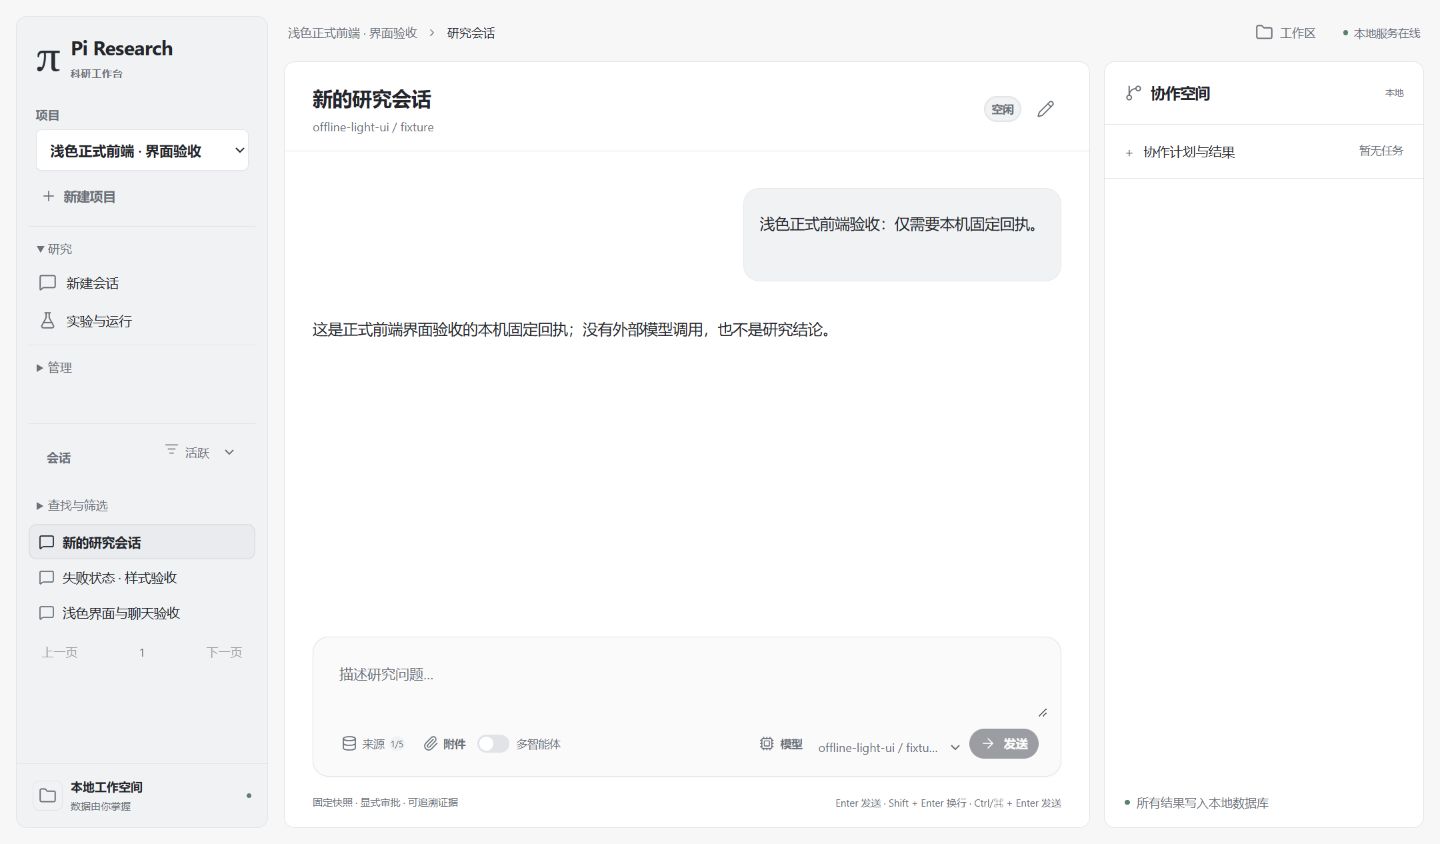 π Pi Research
科研工作台
项目
浅色正式前端 · 界面验收
新建项目
研究
新建会话
实验与运行
管理
会话
活跃
查找与筛选
新的研究会话
失败状态 · 样式验收
浅色界面与聊天验收
上一页 1 下一页
本地工作空间
数据由你掌握
浅色正式前端 · 界面验收 › 研究会话
工作区
本地服务在线
新的研究会话
offline-light-ui / fixture
空闲
浅色正式前端验收：仅需要本机固定回执。
这是正式前端界面验收的本机固定回执；没有外部模型调用，也不是研究结论。
描述研究问题...
来源 1/5 附件 多智能体 模型 offline-light-ui / fixtu... 发送
固定快照 · 显式审批 · 可追溯证据
Enter 发送 · Shift + Enter 换行 · Ctrl/⌘ + Enter 发送
协作空间 本地
+ 协作计划与结果 暂无任务
所有结果写入本地数据库